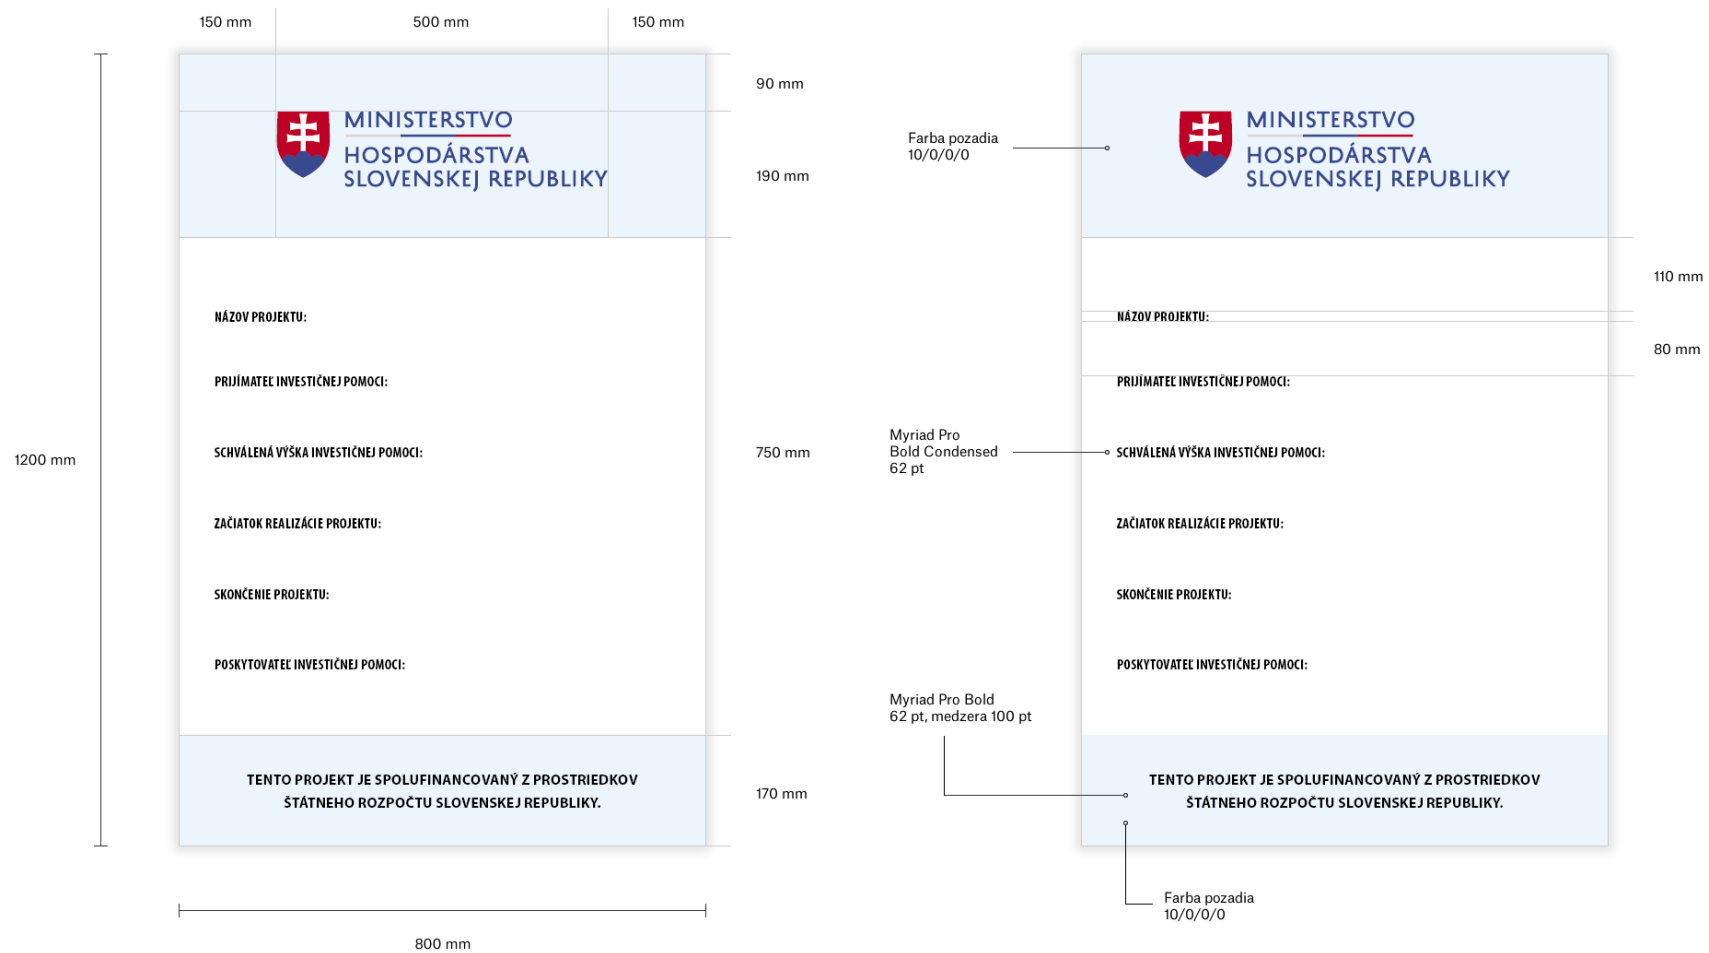 150 mm
500 mm
150 mm
90 mm
MINISTERSTVO
HOSPODÁRSTVA
SLOVENSKEJ REPUBLIKY
190 mm
NÁZOV PROJEKTU:
PRIJÍMATEĽ INVESTIČNEJ POMOCI:
SCHVÁLENÁ VÝŠKA INVESTIČNEJ POMOCI:
ZAČIATOK REALIZÁCIE PROJEKTU:
SKONČENIE PROJEKTU:
POSKYTOVATEĽ INVESTIČNEJ POMOCI:
1200 mm
750 mm
TENTO PROJEKT JE SPOLUFINANCOVANÝ Z PROSTRIEDKOV
ŠTÁTNEHO ROZPOČTU SLOVENSKEJ REPUBLIKY.
170 mm
800 mm
Farba pozadia
10/0/0/0
MINISTERSTVO
HOSPODÁRSTVA
SLOVENSKEJ REPUBLIKY
110 mm
NÁZOV PROJEKTU:
80 mm
PRIJÍMATEĽ INVESTIČNEJ POMOCI:
Myriad Pro
Bold Condensed
62 pt
SCHVÁLENÁ VÝŠKA INVESTIČNEJ POMOCI:
ZAČIATOK REALIZÁCIE PROJEKTU:
SKONČENIE PROJEKTU:
POSKYTOVATEĽ INVESTIČNEJ POMOCI:
Myriad Pro Bold
62 pt, medzera 100 pt
TENTO PROJEKT JE SPOLUFINANCOVANÝ Z PROSTRIEDKOV
ŠTÁTNEHO ROZPOČTU SLOVENSKEJ REPUBLIKY.
Farba pozadia
10/0/0/0